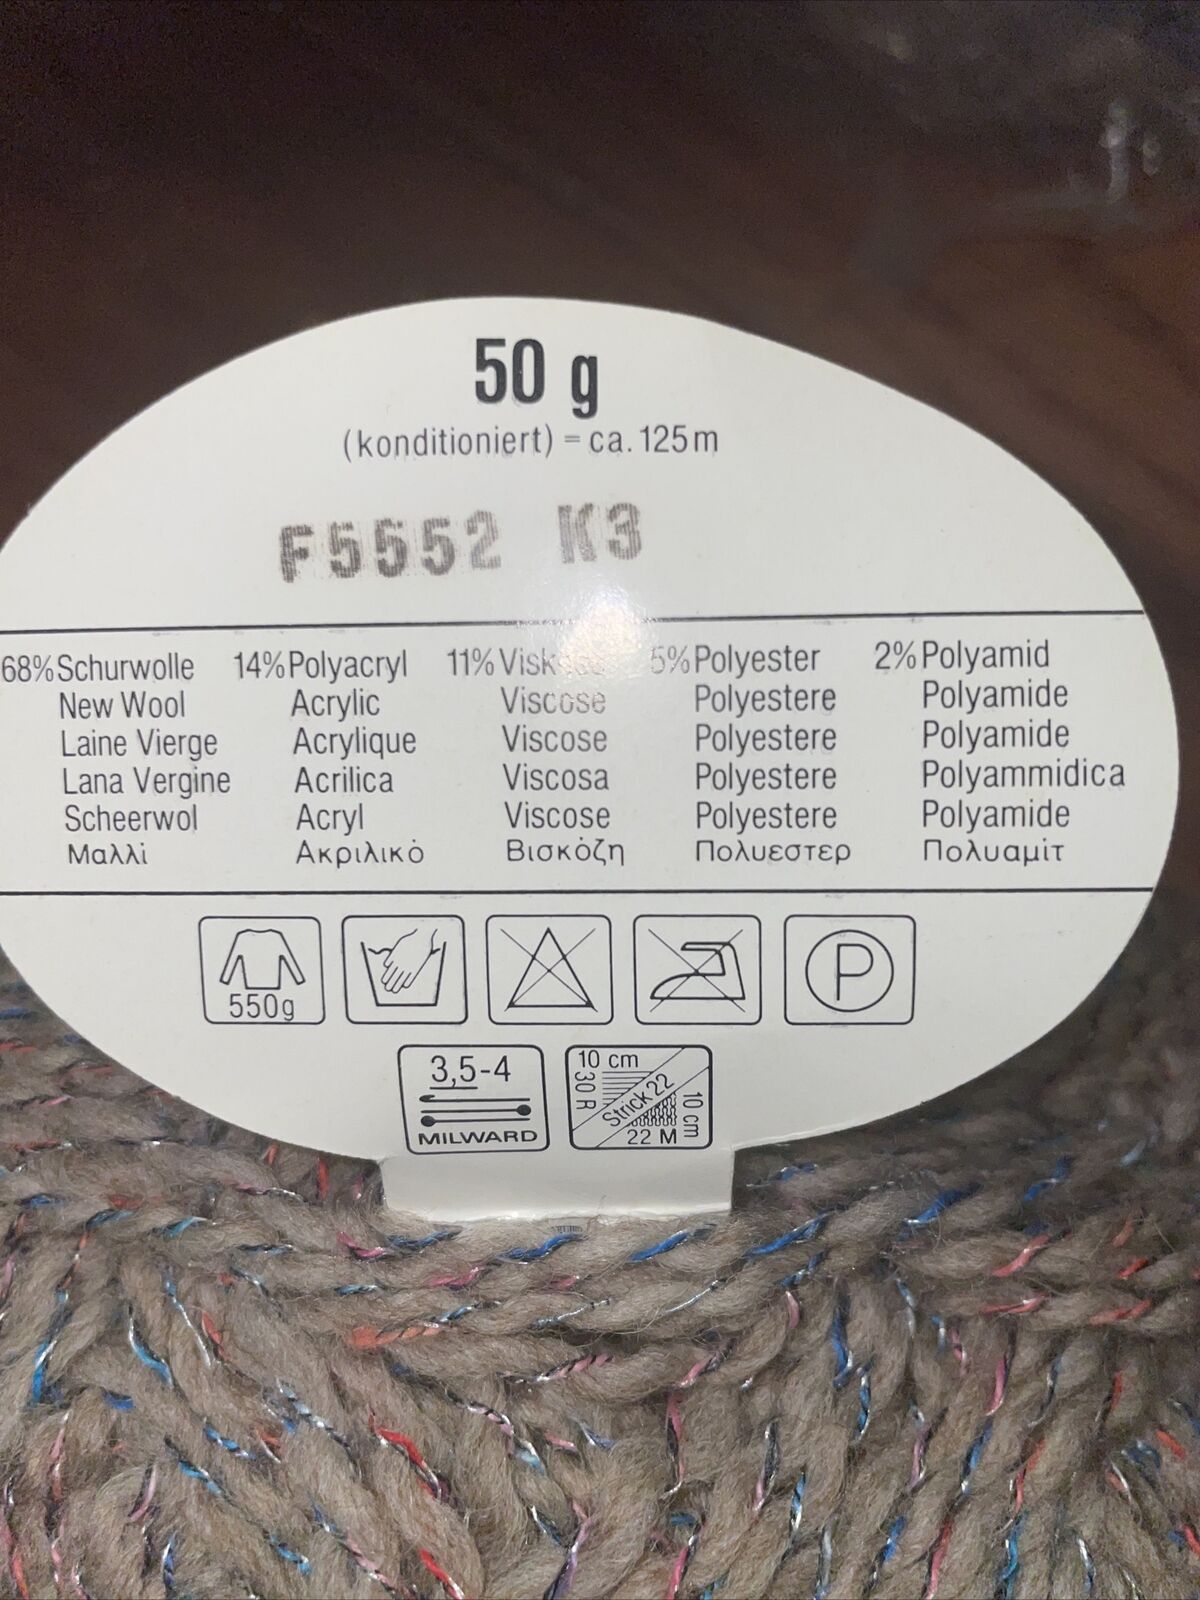 50 g
(konditioniert) = ca. 125 m
F5552 K3
68% Schurwolle 14% Polyacryl 11% Viskose 5% Polyester 2% Polyamid
New Wool Acrylic Viscose Polyestere Polyamide
Laine Vierge Acrylique Viscose Polyestere Polyamide
Lana Vergine Acrilica Viscosa Polyestere Polyammidica
Scheerwol Acryl Viscose Polyestere Polyamide
Μαλλί Ακριλικό Βισκόζη Πολυεστερ Πολυαμίτ
550g
P
3,5-4
MILWARD
10 cm
30 R
Strick 22
10 cm
22 M